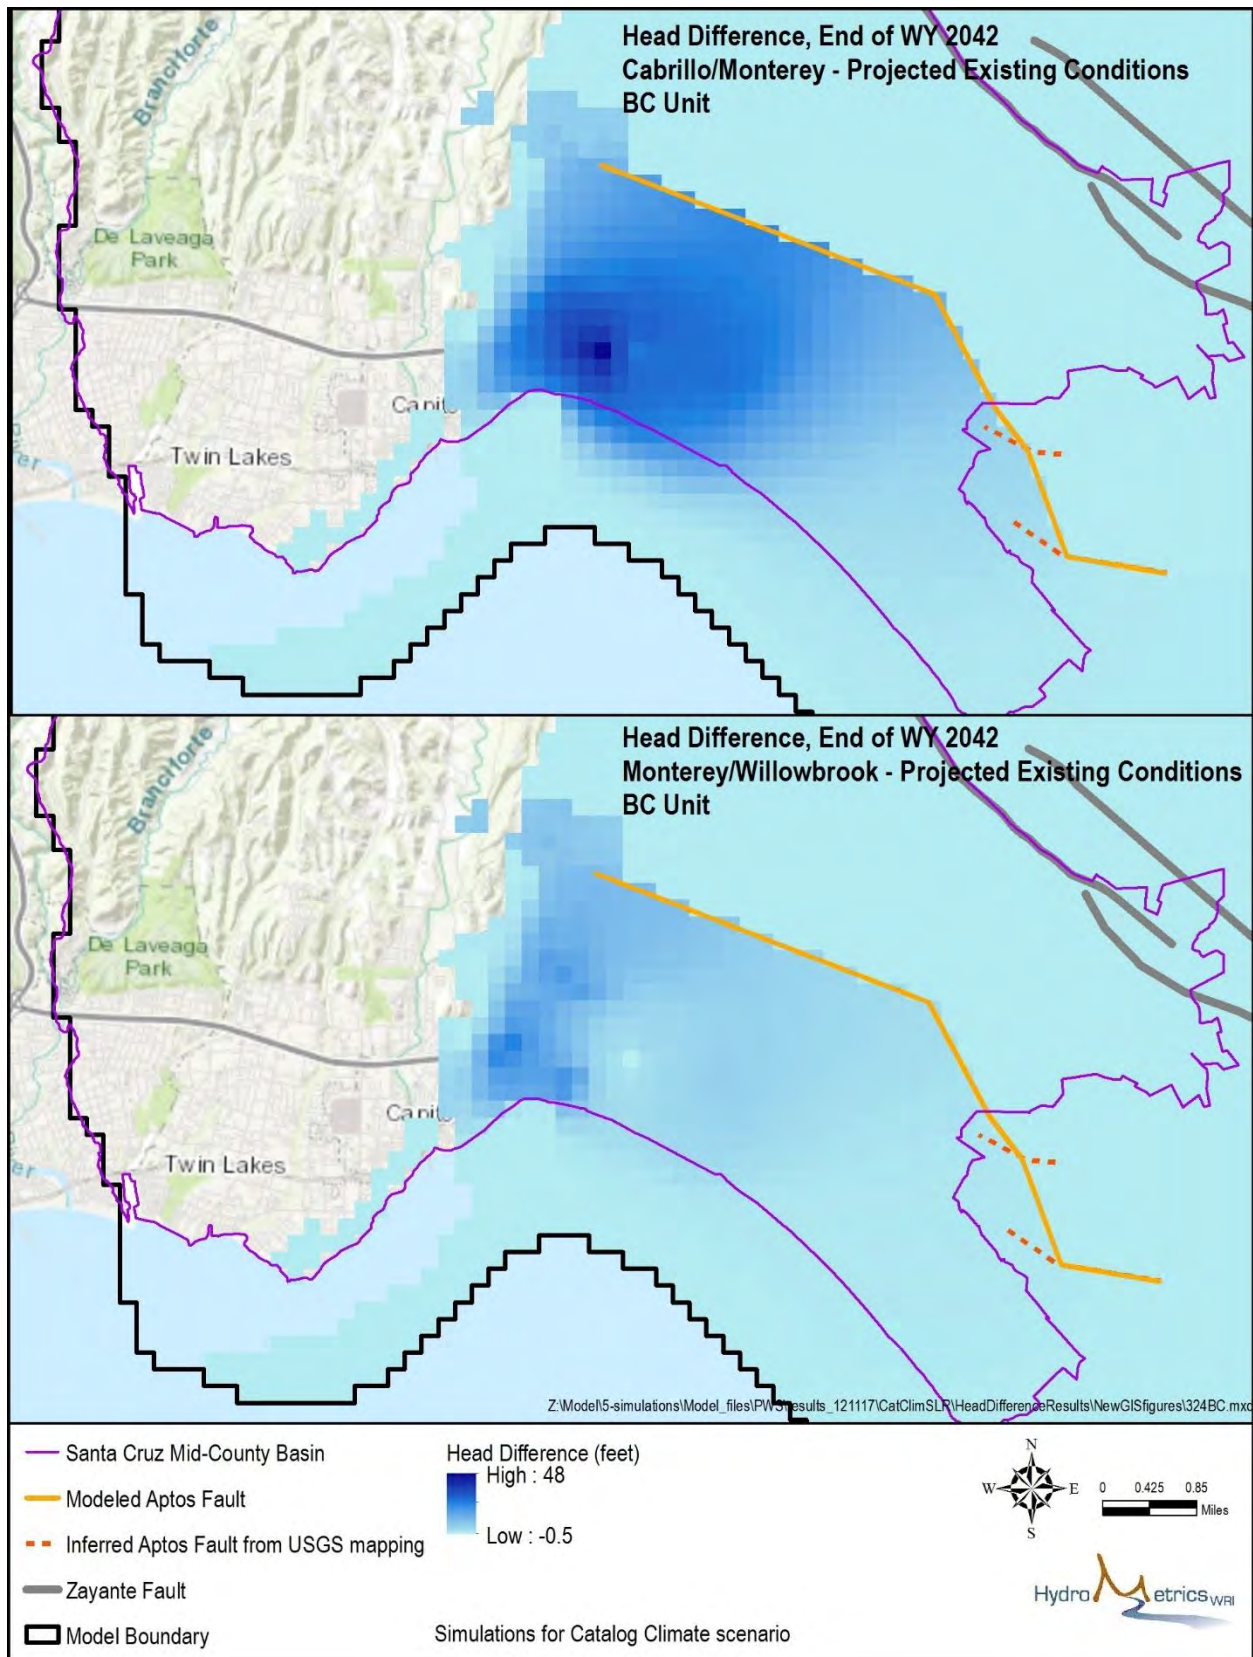 Head Difference, End of WY 2042
Cabrillo/Monterey - Projected Existing Conditions
BC Unit
Branciforte
De Laveaga
Park
Capito
Twin Lakes
er
Head Difference, End of WY 2042
Monterey/Willowbrook - Projected Existing Conditions
BC Unit
Branciforte
De Laveaga
Park
Capito
Twin Lakes
er
Z:\Model\5-simulations\Model_files\PWS\results_121117\CatClimSLR\HeadDifferenceResults\NewGISfigures\324BC.mxd
Santa Cruz Mid-County Basin
Modeled Aptos Fault
Inferred Aptos Fault from USGS mapping
Zayante Fault
Model Boundary
Head Difference (feet)
High : 48
Low : -0.5
Simulations for Catalog Climate scenario
N
W E
S
0 0.425 0.85
Miles
HydroMetrics WRI